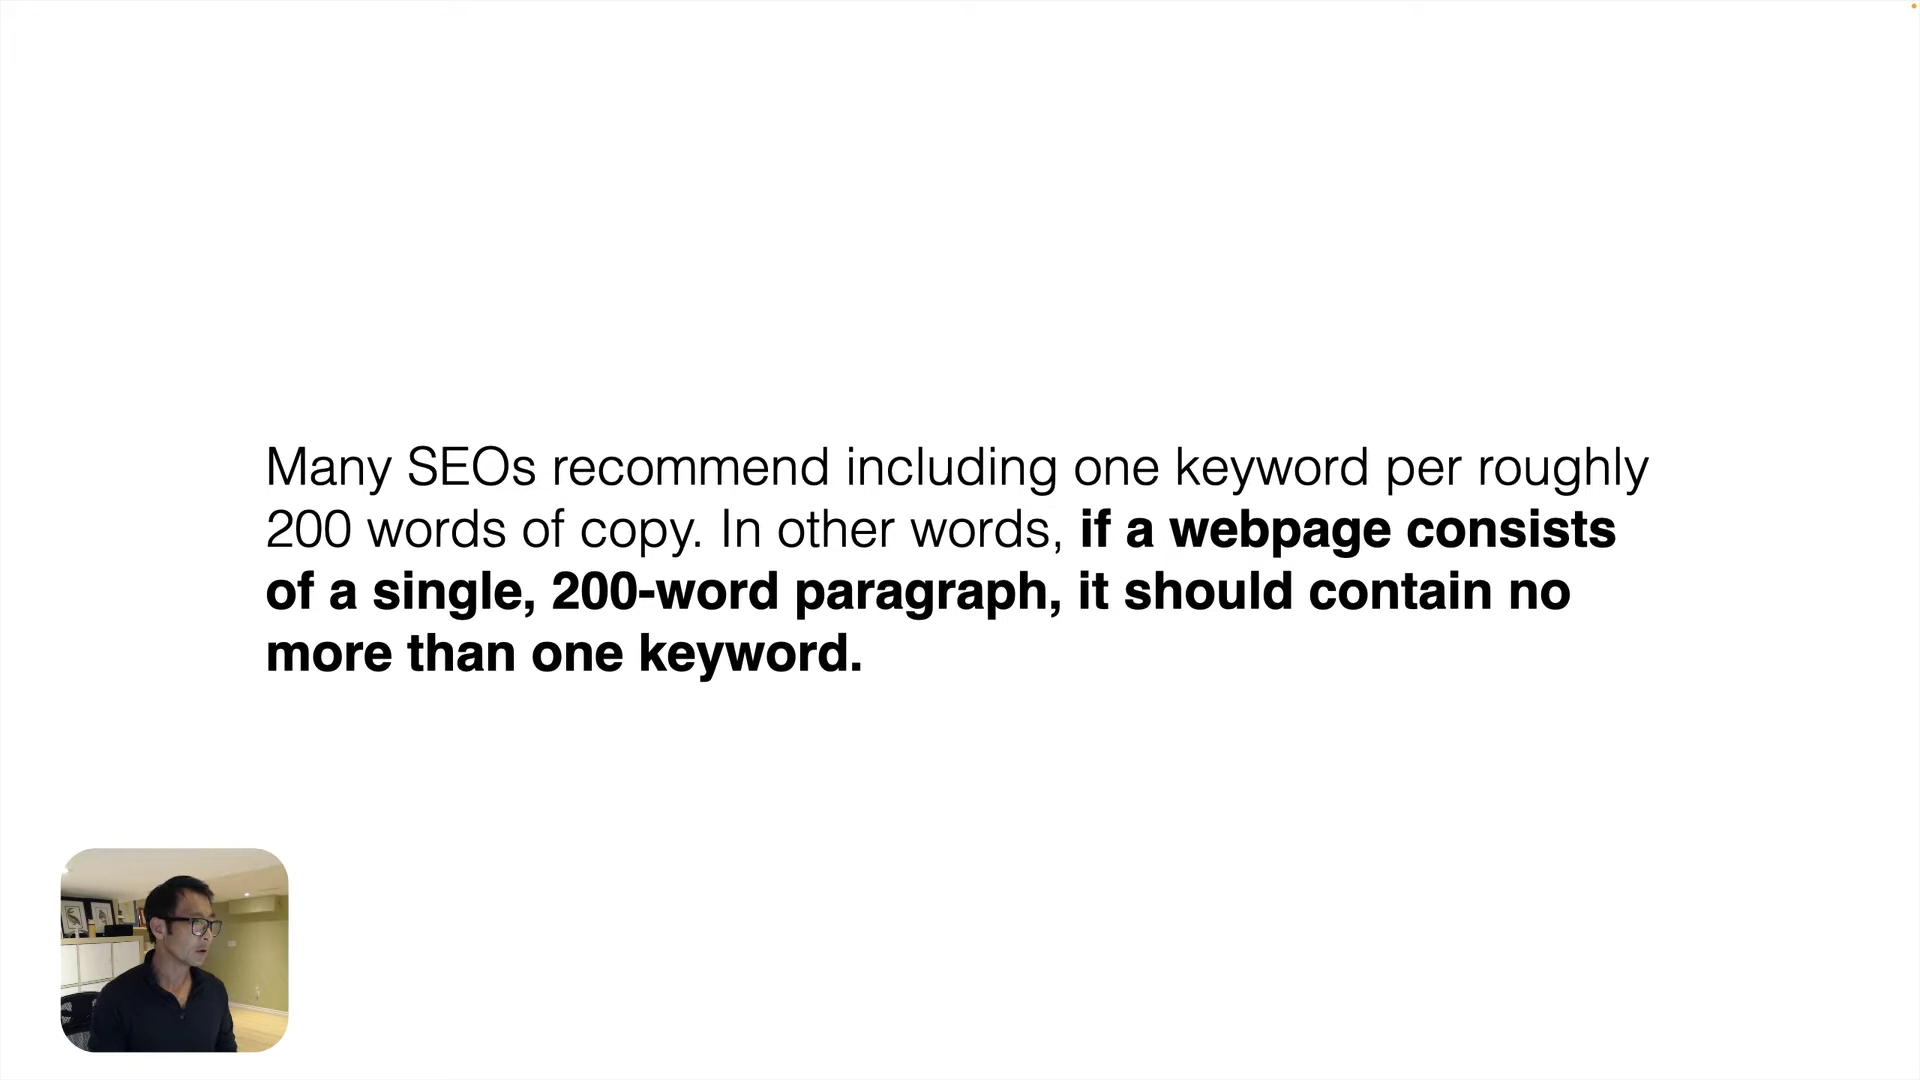 Many SEOs recommend including one keyword per roughly
200 words of copy. In other words, if a webpage consists
of a single, 200-word paragraph, it should contain no
more than one keyword.